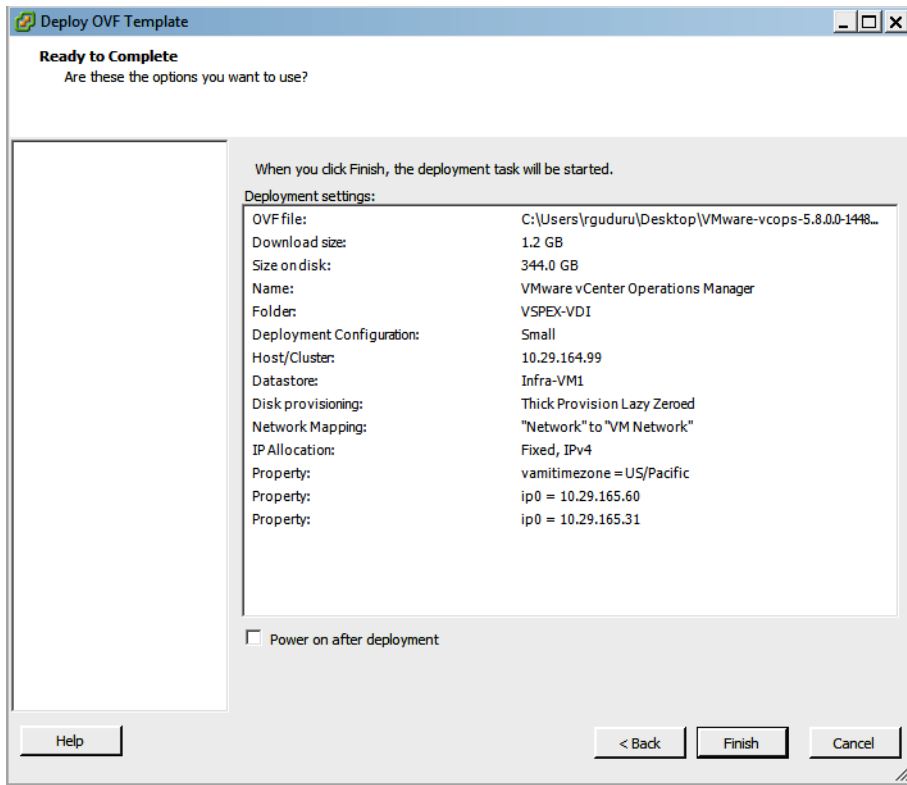 Deploy OVF Template
Ready to Complete
Are these the options you want to use?
When you click Finish, the deployment task will be started.
Deployment settings:
OVF file: C:\Users\rguduru\Desktop\VMware-vcops-5.8.0.0-1448...
Download size: 1.2 GB
Size on disk: 344.0 GB
Name: VMware vCenter Operations Manager
Folder: VSPEX-VDI
Deployment Configuration: Small
Host/Cluster: 10.29.164.99
Datastore: Infra-VM1
Disk provisioning: Thick Provision Lazy Zeroed
Network Mapping: "Network" to "VM Network"
IP Allocation: Fixed, IPv4
Property: vamitimezone = US/Pacific
Property: ip0 = 10.29.165.60
Property: ip0 = 10.29.165.31
Power on after deployment
Help < Back Finish Cancel